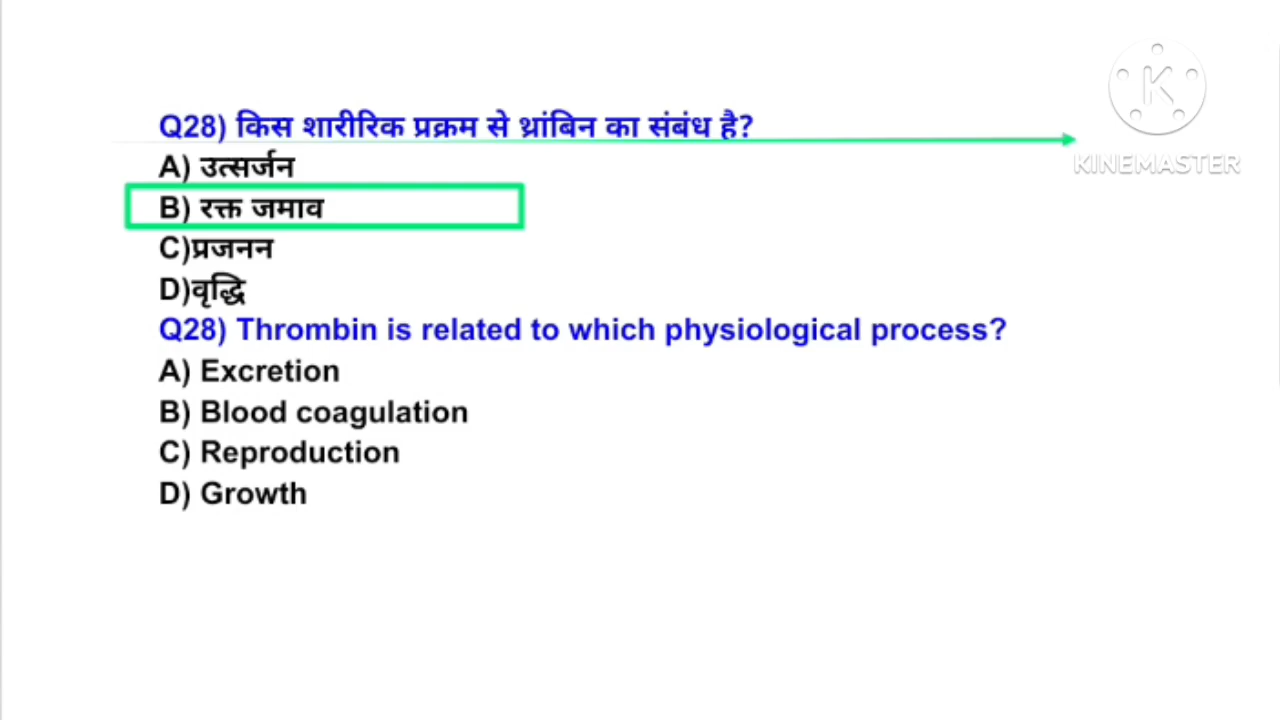 Q28) किस शारीरिक प्रक्रम से थ्रांबिन का संबंध है?
A) उत्सर्जन
B) रक्त जमाव
C)प्रजनन
D)वृद्धि
Q28) Thrombin is related to which physiological process?
A) Excretion
B) Blood coagulation
C) Reproduction
D) Growth
K
KINEMASTER